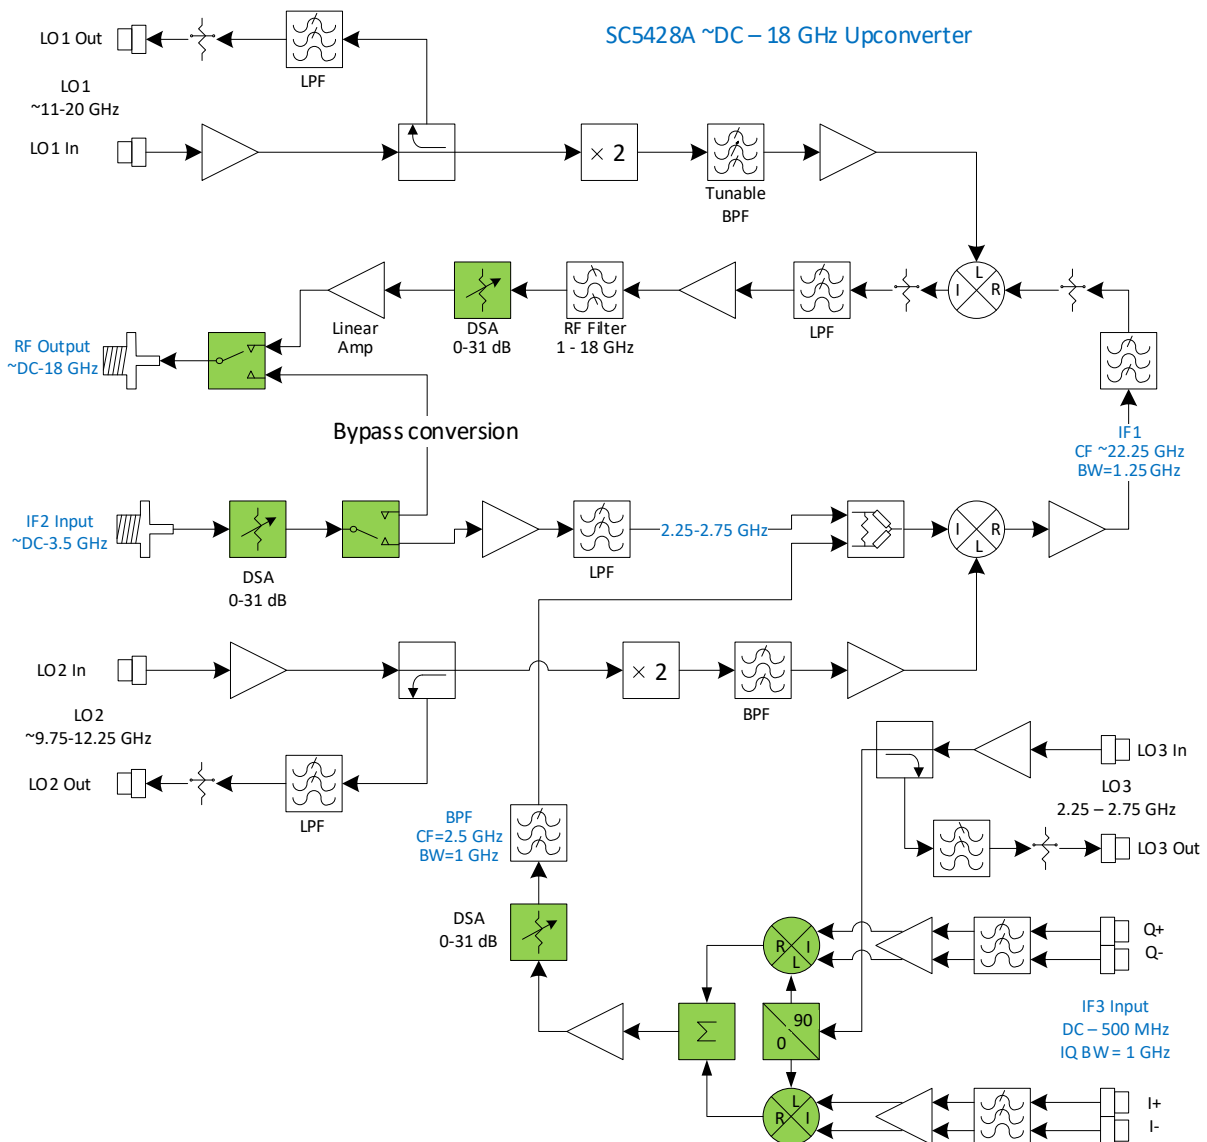 SC5428A ~DC – 18 GHz Upconverter
LO1 Out
LPF
LO1
~11-20 GHz
LO1 In
× 2
Tunable
BPF
L
I
R
LPF
RF Filter
1 - 18 GHz
DSA
0-31 dB
Linear
Amp
RF Output
~DC-18 GHz
Bypass conversion
IF1
CF ~22.25 GHz
BW=1.25 GHz
IF2 Input
~DC-3.5 GHz
DSA
0-31 dB
LPF
2.25-2.75 GHz
I
R
L
LO2 In
× 2
BPF
LO2
~9.75-12.25 GHz
LO2 Out
LPF
LO3 In
LO3
2.25 – 2.75 GHz
LO3 Out
BPF
CF=2.5 GHz
BW=1 GHz
DSA
0-31 dB
R
I
L
Q+
Q-
Σ
90
0
IF3 Input
DC – 500 MHz
IQ BW = 1 GHz
L
R
I
I+
I-